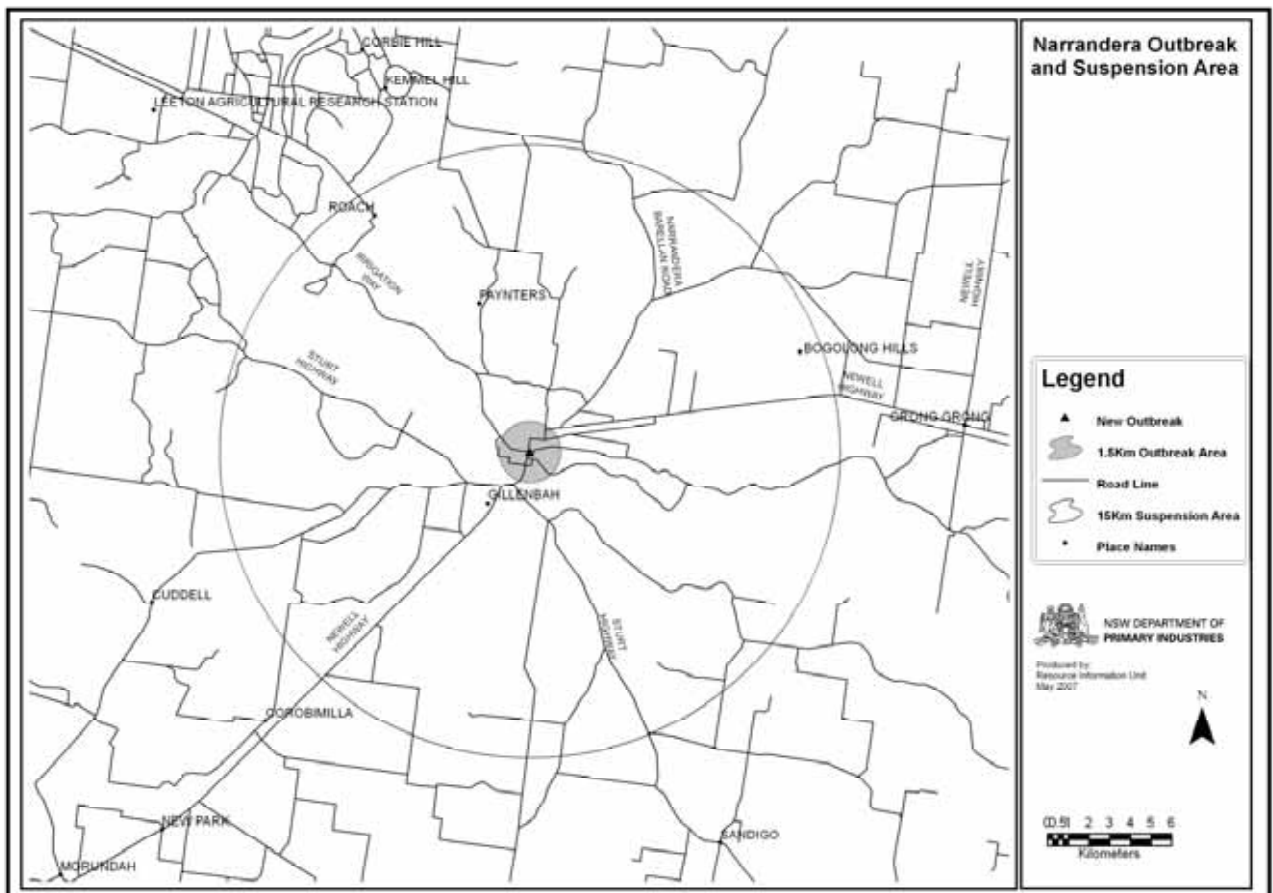 Narrandera Outbreak
and Suspension Area
CORBIE HILL
KEMMEL HILL
LEETON AGRICULTURAL RESEARCH STATION
ROACH
NARRANDERA
BARELLAN ROAD
IRRIGATION
WAY
NEWELL
HIGHWAY
PAYNTERS
BOGOLONG HILLS
STURT
HIGHWAY
NEWELL
HIGHWAY
GRONG GRONG
GILLENBAH
CUDDELL
NEWELL
HIGHWAY
STURT
HIGHWAY
COROBIMILLA
NEW PARK
SANDIGO
MORUNDAH
Legend
New Outbreak
1.5Km Outbreak Area
Road Line
15Km Suspension Area
Place Names
NSW DEPARTMENT OF
PRIMARY INDUSTRIES
Produced by:
Resource Information Unit
May 2007
N
0 0.5 1 2 3 4 5 6
Kilometers